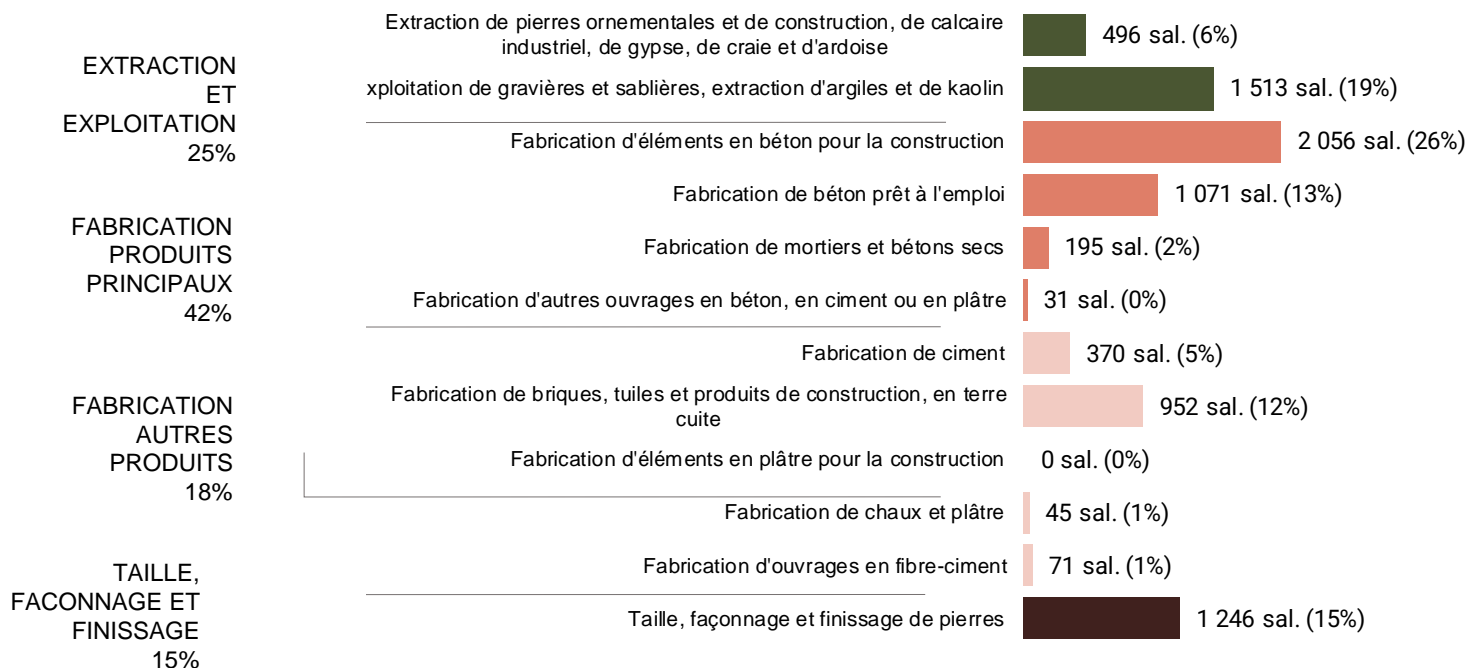 EXTRACTION
ET
EXPLOITATION
25%
Extraction de pierres ornementales et de construction, de calcaire
industriel, de gypse, de craie et d'ardoise
496 sal. (6%)
xploitation de gravières et sablières, extraction d'argiles et de kaolin
1 513 sal. (19%)
FABRICATION
PRODUITS
PRINCIPAUX
42%
Fabrication d'éléments en béton pour la construction
2 056 sal. (26%)
Fabrication de béton prêt à l'emploi
1 071 sal. (13%)
Fabrication de mortiers et bétons secs
195 sal. (2%)
Fabrication d'autres ouvrages en béton, en ciment ou en plâtre
31 sal. (0%)
FABRICATION
AUTRES
PRODUITS
18%
Fabrication de ciment
370 sal. (5%)
Fabrication de briques, tuiles et produits de construction, en terre
cuite
952 sal. (12%)
Fabrication d'éléments en plâtre pour la construction
0 sal. (0%)
Fabrication de chaux et plâtre
45 sal. (1%)
Fabrication d'ouvrages en fibre-ciment
71 sal. (1%)
TAILLE,
FACONNAGE ET
FINISSAGE
15%
Taille, façonnage et finissage de pierres
1 246 sal. (15%)